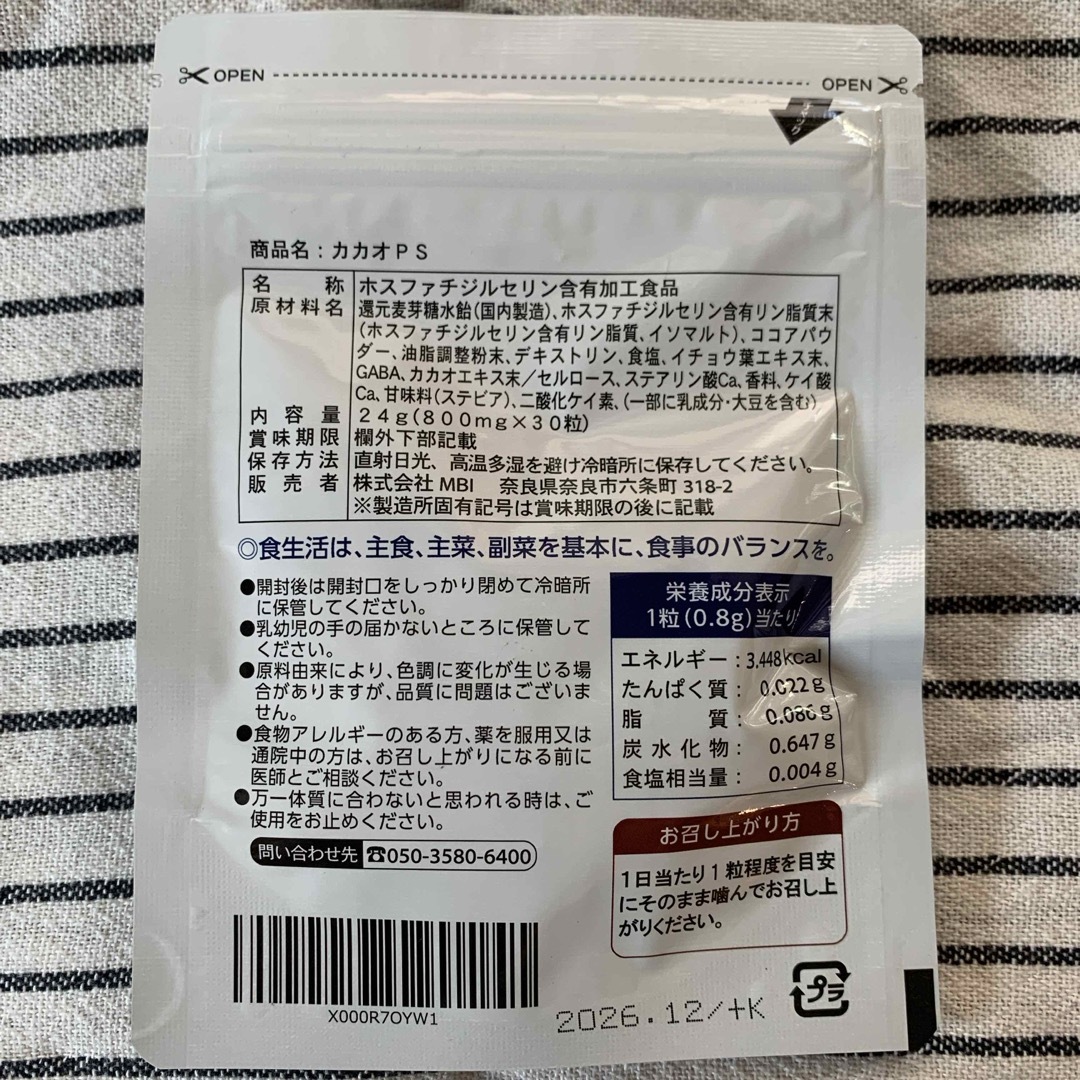 OPEN OPEN
商品名：カカオＰＳ
名称 ホスファチジルセリン含有加工食品
原材料名 還元麦芽糖水飴(国内製造)、ホスファチジルセリン含有リン脂質末
(ホスファチジルセリン含有リン脂質、イソマルト)、ココアパウ
ダー、油脂調整粉末、デキストリン、食塩、イチョウ葉エキス末、
GABA、カカオエキス末／セルロース、ステアリン酸Ca、香料、ケイ酸
Ca、甘味料(ステビア)、二酸化ケイ素、(一部に乳成分・大豆を含む)
内容量 24g(800mg×30粒)
賞味期限 欄外下部記載
保存方法 直射日光、高温多湿を避け冷暗所に保存してください。
販売者 株式会社MBI 奈良県奈良市六条町318-2
※製造所固有記号は賞味期限の後に記載
◎食生活は、主食、主菜、副菜を基本に、食事のバランスを。
●開封後は開封口をしっかり閉めて冷暗所
に保管してください。
●乳幼児の手の届かないところに保管して
ください。
●原料由来により、色調に変化が生じる場
合がありますが、品質に問題はございま
せん。
●食物アレルギーのある方、薬を服用又は
通院中の方は、お召し上がりになる前に
医師とご相談ください。
●万一体質に合わないと思われる時は、ご
使用をお止めください。
問い合わせ先 ☎050-3580-6400
栄養成分表示
1粒(0.8g)当たり
エネルギー：3.448kcal
たんぱく質：0.022g
脂質：0.086g
炭水化物：0.647g
食塩相当量：0.004g
お召し上がり方
1日当たり1粒程度を目安
にそのまま噛んでお召し上
がりください。
X000R7OYW1
2026.12/+K
プラ